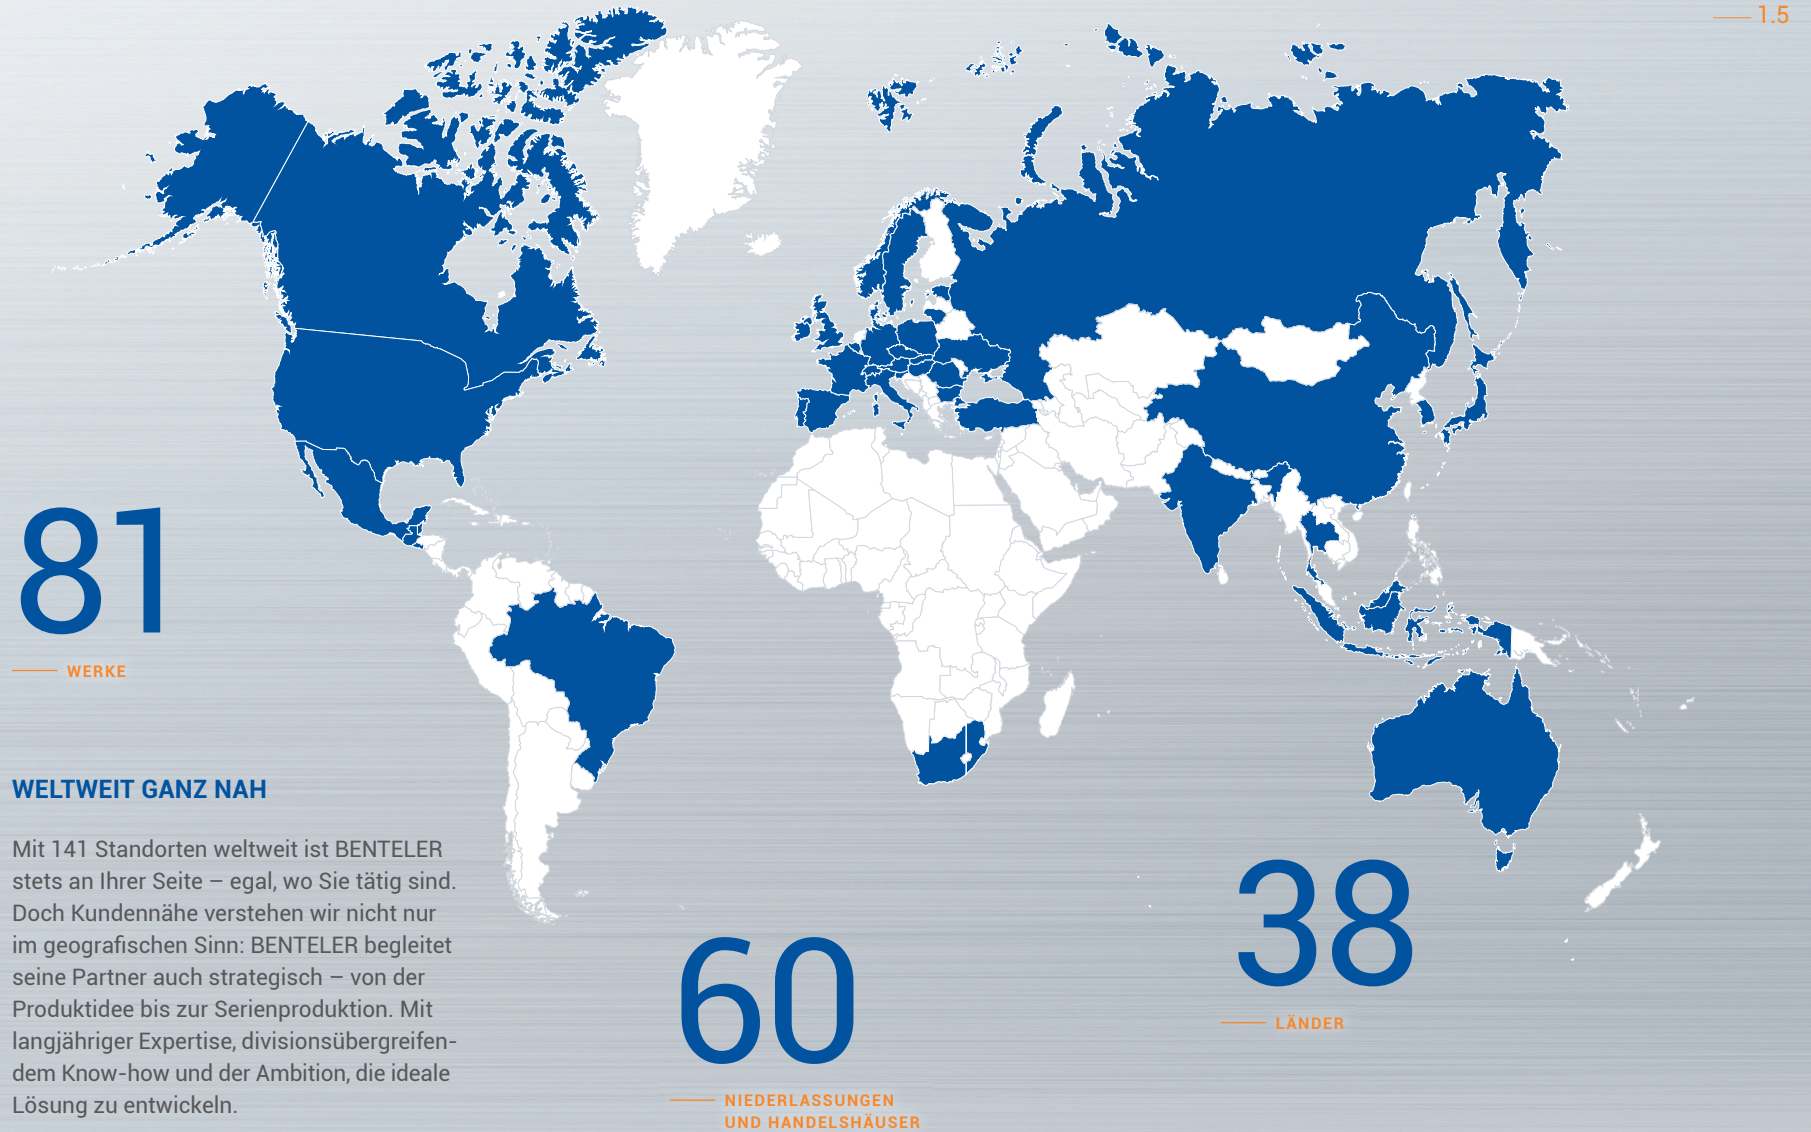 1.5
81
WERKE
WELTWEIT GANZ NAH
Mit 141 Standorten weltweit ist BENTELER
stets an Ihrer Seite – egal, wo Sie tätig sind.
Doch Kundennähe verstehen wir nicht nur
im geografischen Sinn: BENTELER begleitet
seine Partner auch strategisch – von der
Produktidee bis zur Serienproduktion. Mit
langjähriger Expertise, divisionsübergreifen-
dem Know-how und der Ambition, die ideale
Lösung zu entwickeln.
60
NIEDERLASSUNGEN
UND HANDELSHÄUSER
38
LÄNDER